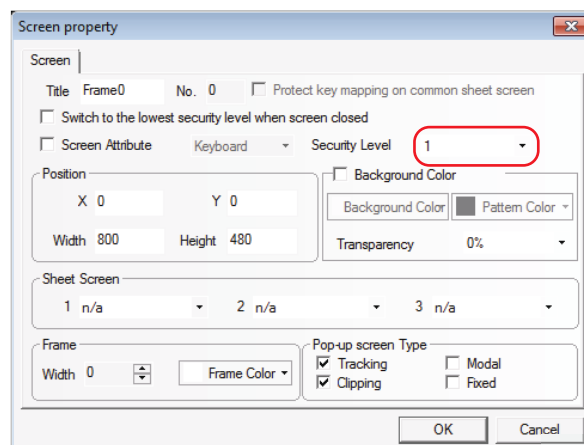 Screen property
Screen
Title Frame0 No. 0 Protect key mapping on common sheet screen
Switch to the lowest security level when screen closed
Screen Attribute Keyboard Security Level 1
Position Background Color
X 0 Y 0 Background Color Pattern Color
Width 800 Height 480 Transparency 0%
Sheet Screen
1 n/a 2 n/a 3 n/a
Frame Pop-up screen Type
Width 0 Frame Color Tracking Modal
Clipping Fixed
OK Cancel